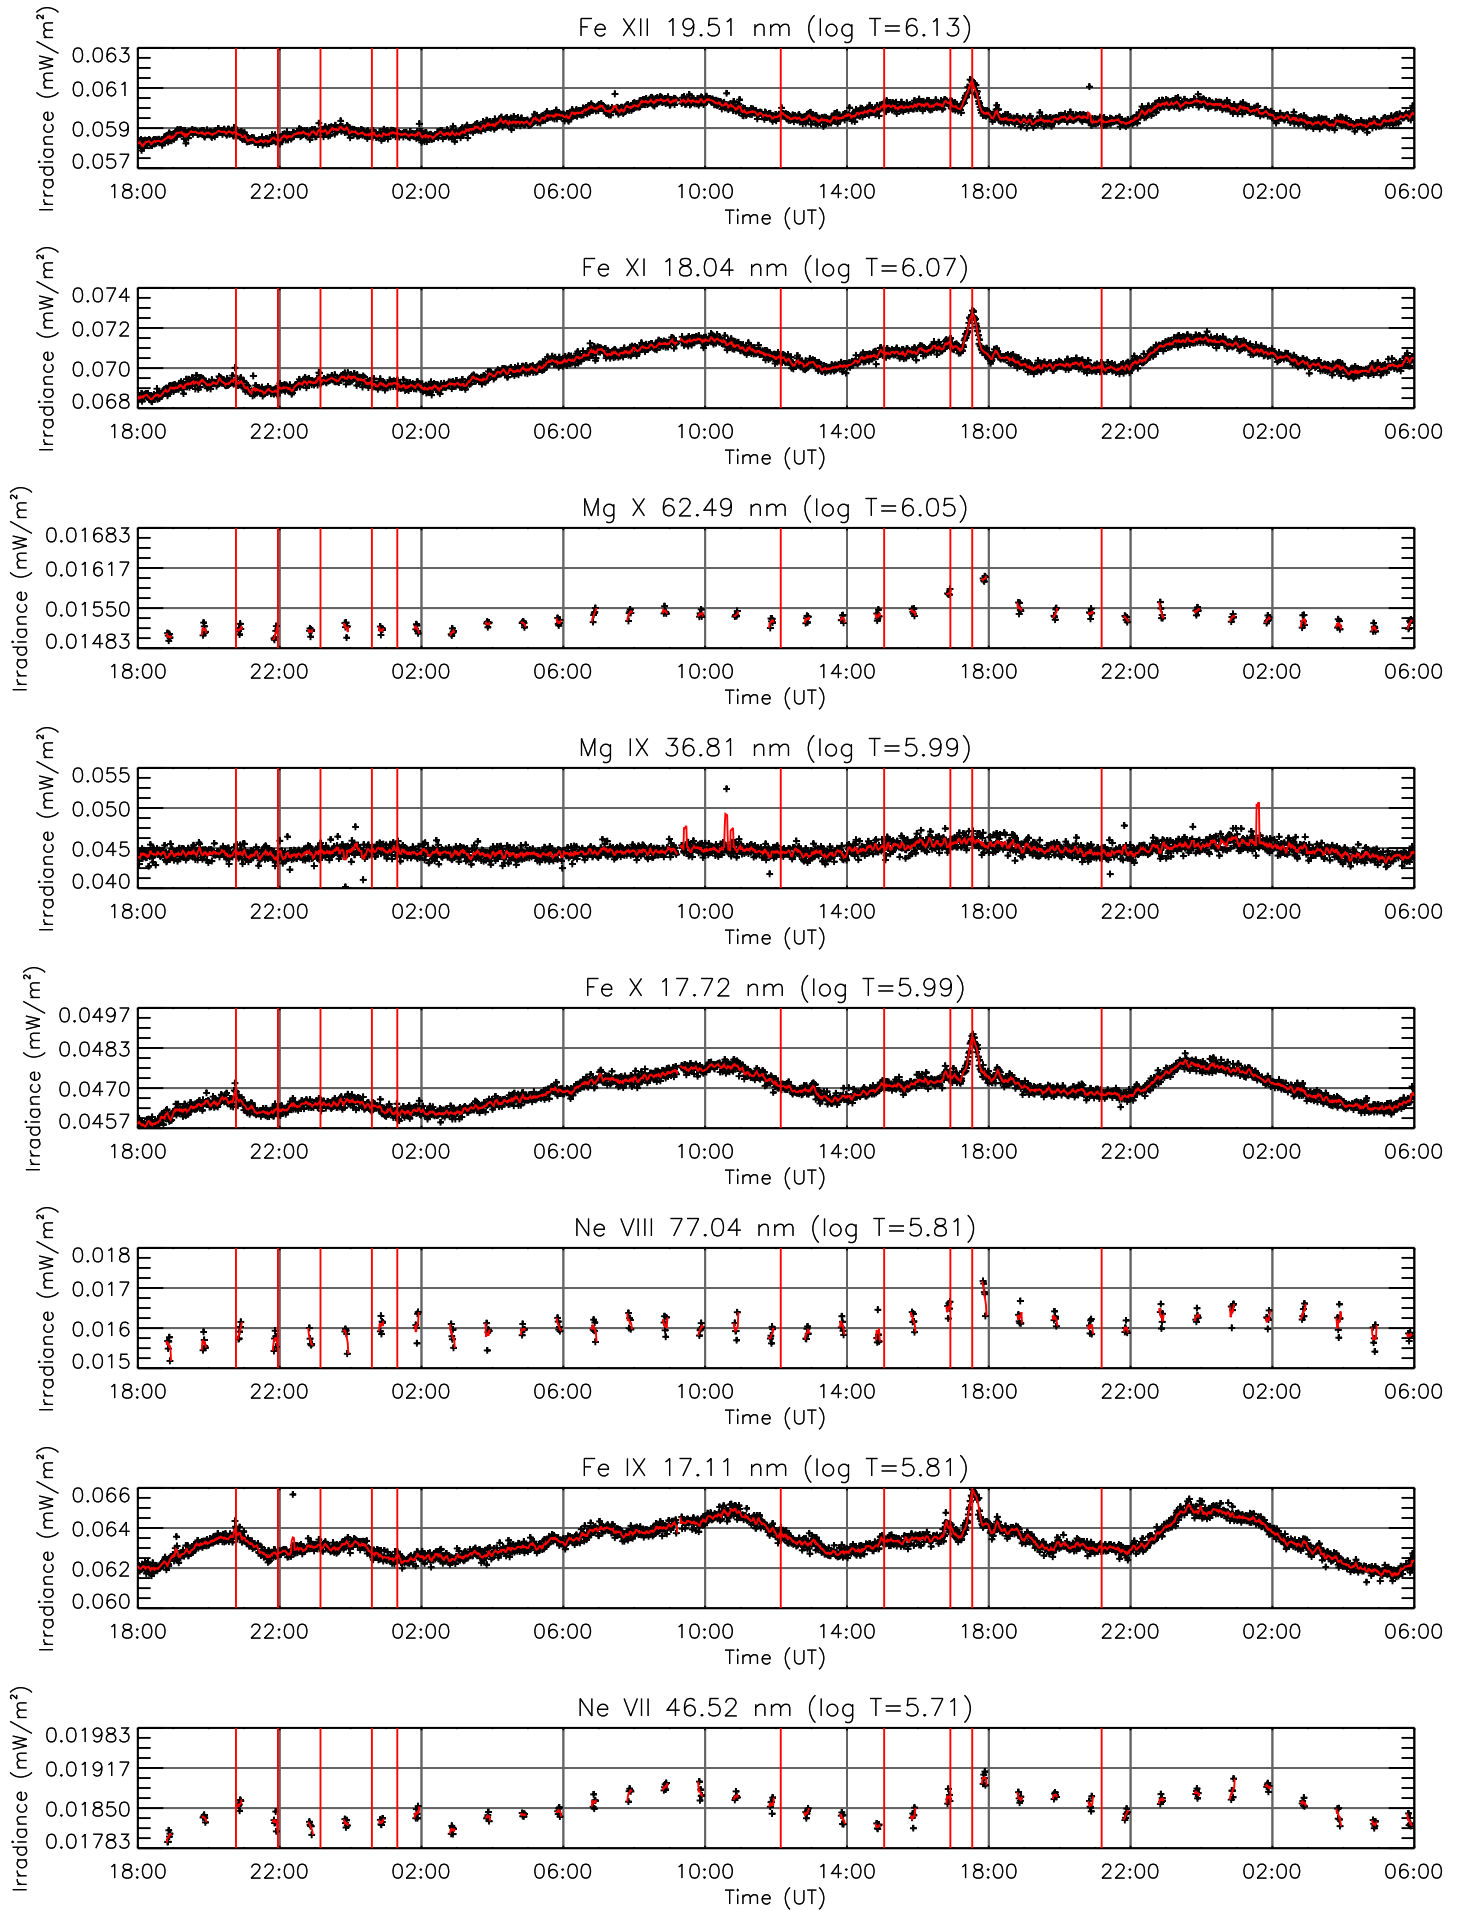 Fe XII 19.51 nm (log T=6.13)
Irradiance (mW/m²)
0.063
0.061
0.059
0.057
18:00 22:00 02:00 06:00 10:00 14:00 18:00 22:00 02:00 06:00
Time (UT)
Fe XI 18.04 nm (log T=6.07)
Irradiance (mW/m²)
0.074
0.072
0.070
0.068
18:00 22:00 02:00 06:00 10:00 14:00 18:00 22:00 02:00 06:00
Time (UT)
Mg X 62.49 nm (log T=6.05)
Irradiance (mW/m²)
0.01683
0.01617
0.01550
0.01483
18:00 22:00 02:00 06:00 10:00 14:00 18:00 22:00 02:00 06:00
Time (UT)
Mg IX 36.81 nm (log T=5.99)
Irradiance (mW/m²)
0.055
0.050
0.045
0.040
18:00 22:00 02:00 06:00 10:00 14:00 18:00 22:00 02:00 06:00
Time (UT)
Fe X 17.72 nm (log T=5.99)
Irradiance (mW/m²)
0.0497
0.0483
0.0470
0.0457
18:00 22:00 02:00 06:00 10:00 14:00 18:00 22:00 02:00 06:00
Time (UT)
Ne VIII 77.04 nm (log T=5.81)
Irradiance (mW/m²)
0.018
0.017
0.016
0.015
18:00 22:00 02:00 06:00 10:00 14:00 18:00 22:00 02:00 06:00
Time (UT)
Fe IX 17.11 nm (log T=5.81)
Irradiance (mW/m²)
0.066
0.064
0.062
0.060
18:00 22:00 02:00 06:00 10:00 14:00 18:00 22:00 02:00 06:00
Time (UT)
Ne VII 46.52 nm (log T=5.71)
Irradiance (mW/m²)
0.01983
0.01917
0.01850
0.01783
18:00 22:00 02:00 06:00 10:00 14:00 18:00 22:00 02:00 06:00
Time (UT)